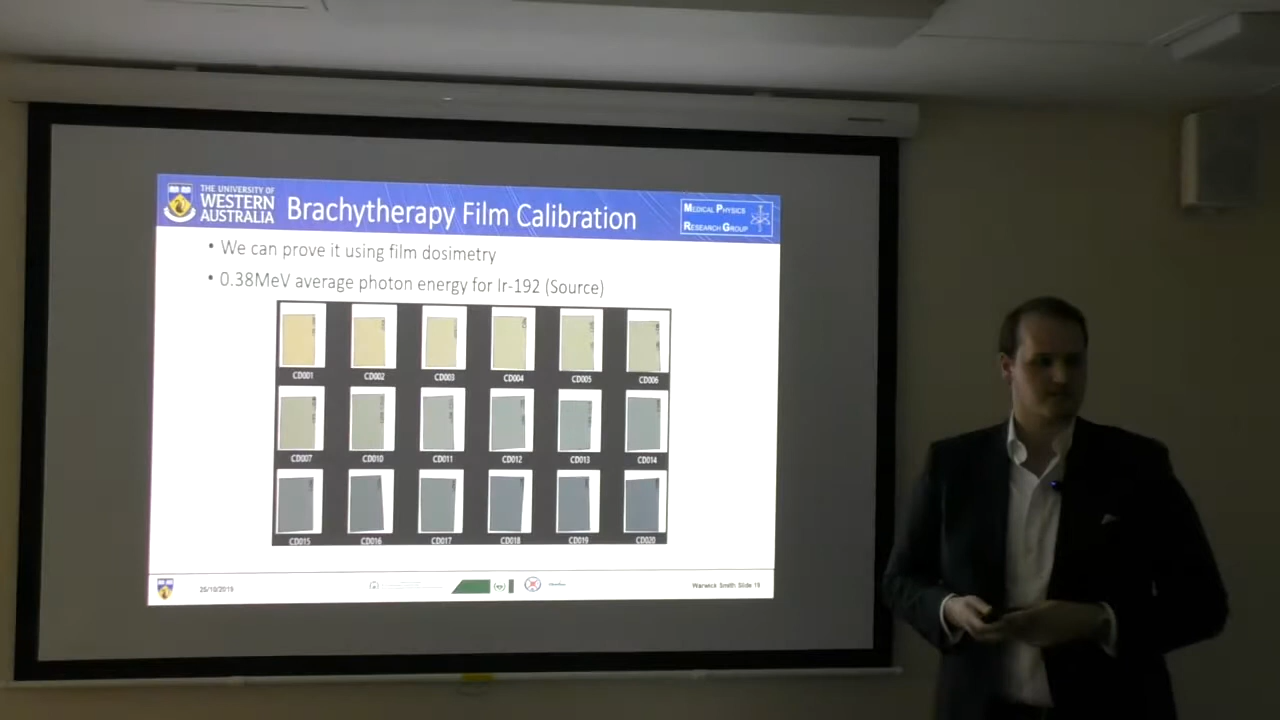 THE UNIVERSITY OF
WESTERN
AUSTRALIA
Brachytherapy Film Calibration
MEDICAL PHYSICS
RESEARCH GROUP
• We can prove it using film dosimetry
• 0.38MeV average photon energy for Ir-192 (Source)
CD001 CD002 CD003 CD004 CD005 CD006
CD007 CD010 CD011 CD012 CD013 CD014
CD015 CD016 CD017 CD018 CD019 CD020
25/10/2019
Warwick Smith Slide 19